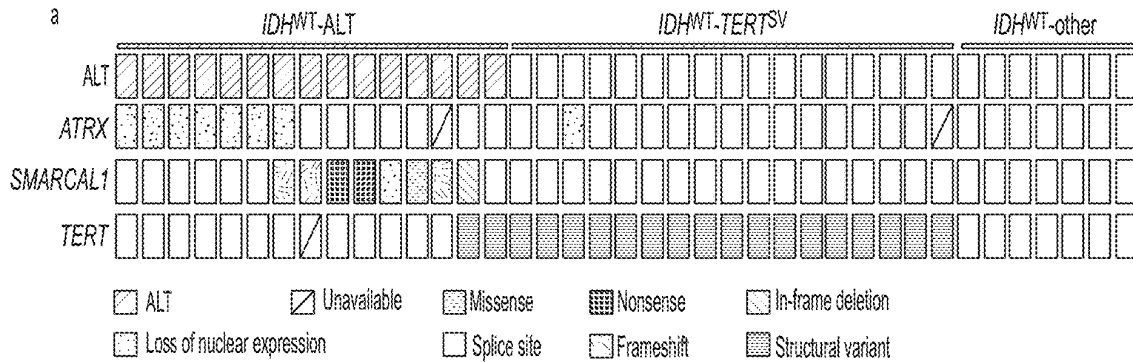 a
IDHWT-ALT IDHWT-TERTSV IDHWT-other
ALT
ATRX
SMARCAL1
TERT
ALT Unavailable Missense Nonsense In-frame deletion
Loss of nuclear expression Splice site Frameshift Structural variant